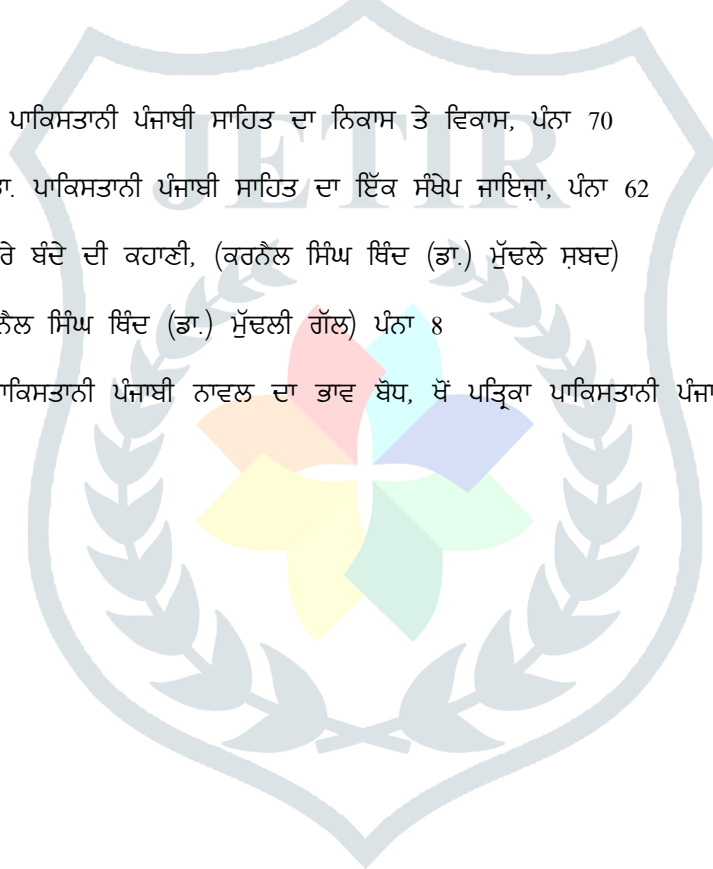 JETIR
ਪਾਕਿਸਤਾਨੀ ਪੰਜਾਬੀ ਸਾਹਿਤ ਦਾ ਨਿਕਾਸ ਤੇ ਵਿਕਾਸ, ਪੰਨਾ 70
ਪਾਕਿਸਤਾਨੀ ਪੰਜਾਬੀ ਸਾਹਿਤ ਦਾ ਇੱਕ ਸੰਖੇਪ ਜਾਇਜ਼ਾ, ਪੰਨਾ 62
ਬੰਦੇ ਦੀ ਕਹਾਣੀ, (ਕਰਨੈਲ ਸਿੰਘ ਥਿੰਦ (ਡਾ.) ਮੁੱਢਲੇ ਸ਼ਬਦ)
ਸਿੰਘ ਥਿੰਦ (ਡਾ.) ਮੁੱਢਲੀ ਗੱਲ) ਪੰਨਾ 8
ਪੰਜਾਬੀ ਨਾਵਲ ਦਾ ਭਾਵ ਬੋਧ, ਖੋਂ ਪਤ੍ਰਿਕਾ ਪਾਕਿਸਤਾਨੀ